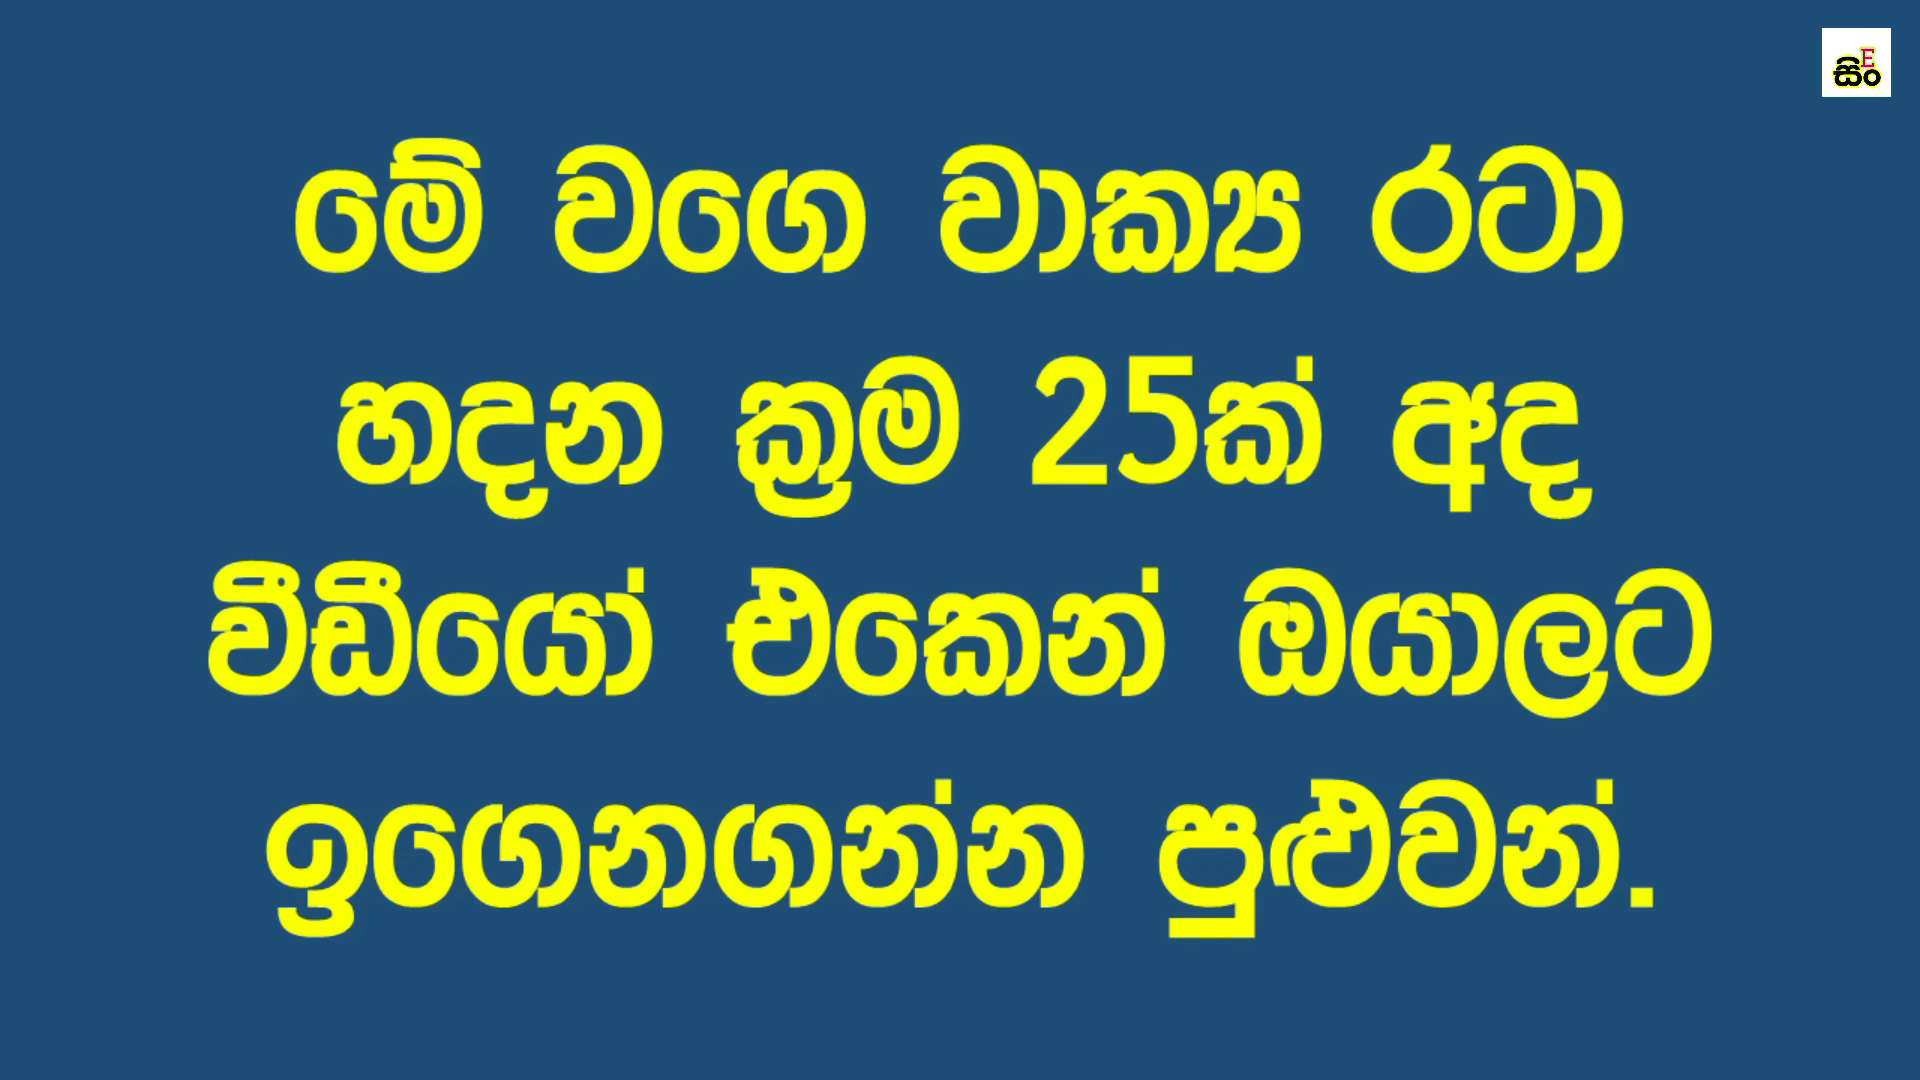 E
සිං
මේ වගෙ වාක්‍ය රටා
හදන ක්‍රම 25ක් අද
වීඩීයෝ එකෙන් ඔයාලට
ඉගෙනගන්න පුළුවන්.